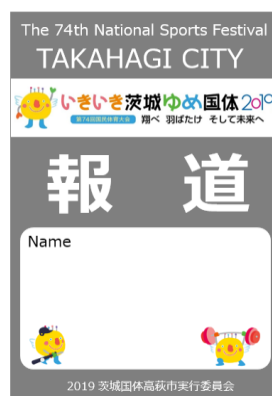 The 74th National Sports Festival
TAKAHAGI CITY
いきいき茨城ゆめ国体2019
第74回国民体育大会 翔べ 羽ばたけ そして未来へ
報 道
Name
2019 茨城国体高萩市実行委員会